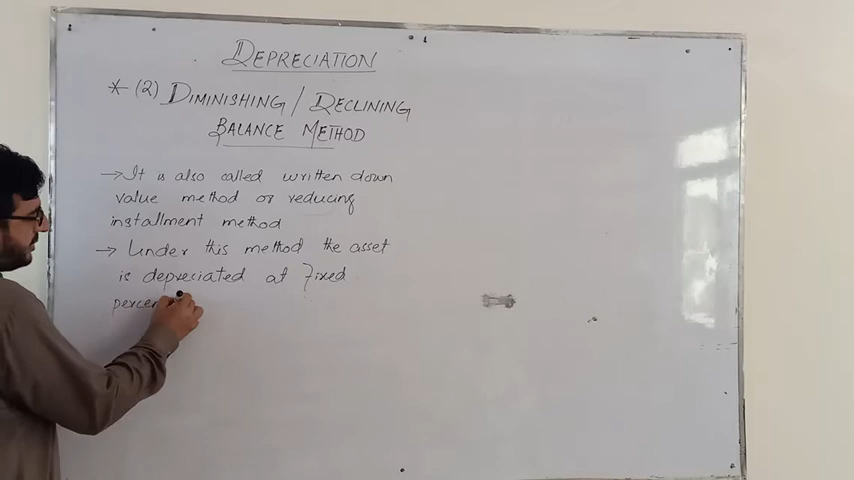 DEPRECIATION
* (2) DIMINISHING / DECLINING
BALANCE METHOD
→ It is also called written down
value method or reducing
installment method
→ Under this method the asset
is depreciated at fixed